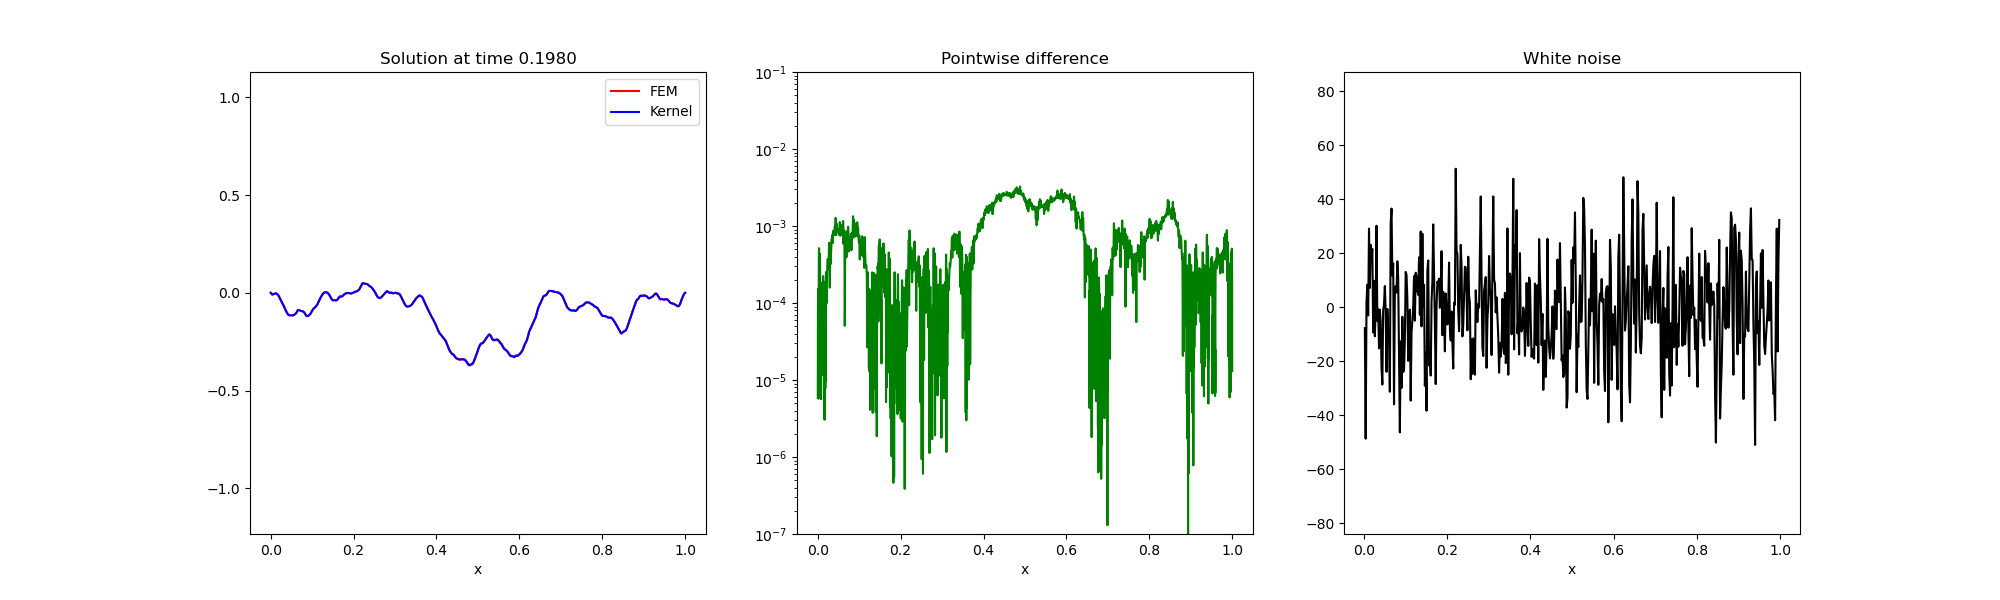 Solution at time 0.1980
1.0
0.5
0.0
−0.5
−1.0
0.0 0.2 0.4 0.6 0.8 1.0
x
FEM
Kernel
Pointwise difference
10⁻¹
10⁻²
10⁻³
10⁻⁴
10⁻⁵
10⁻⁶
10⁻⁷
0.0 0.2 0.4 0.6 0.8 1.0
x
White noise
80
60
40
20
0
−20
−40
−60
−80
0.0 0.2 0.4 0.6 0.8 1.0
x